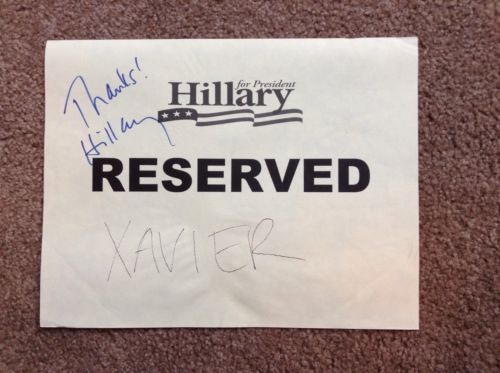 Thanks!
Hillary
for President
Hillary
RESERVED
XAVIER